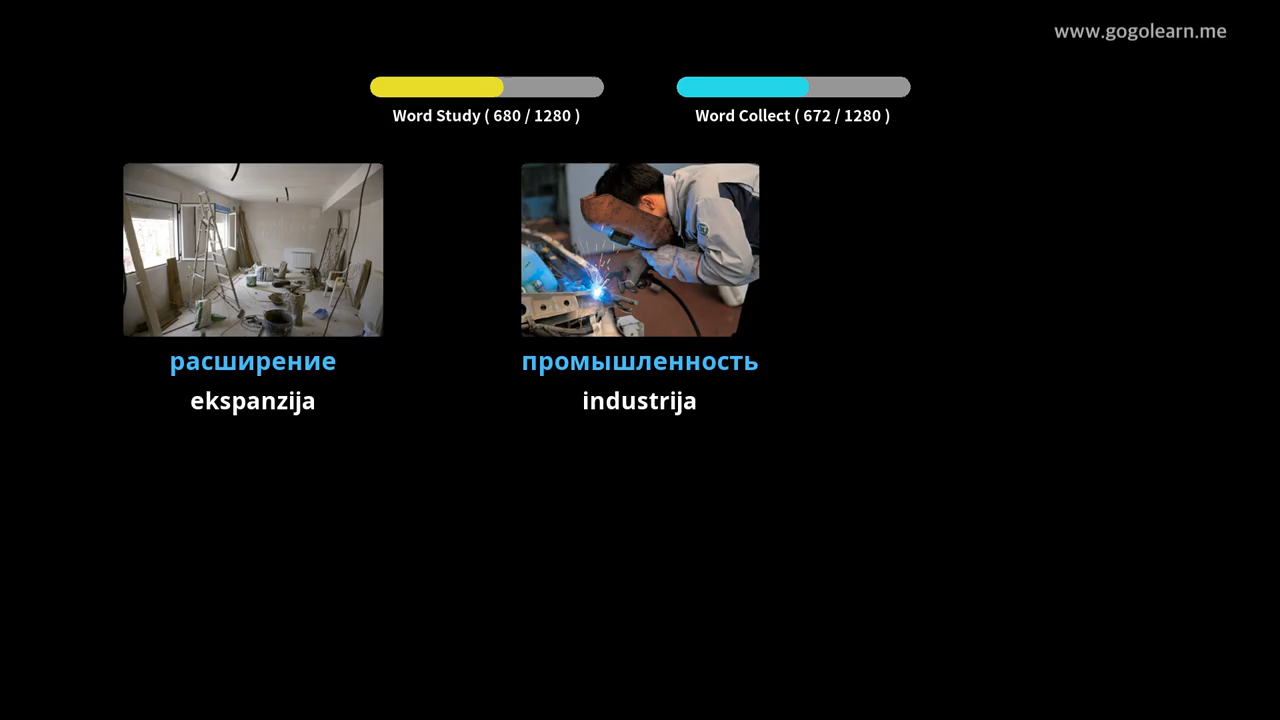 www.gogolearn.me
Word Study ( 680 / 1280 )
Word Collect ( 672 / 1280 )
расширение
промышленность
ekspanzija
industrija